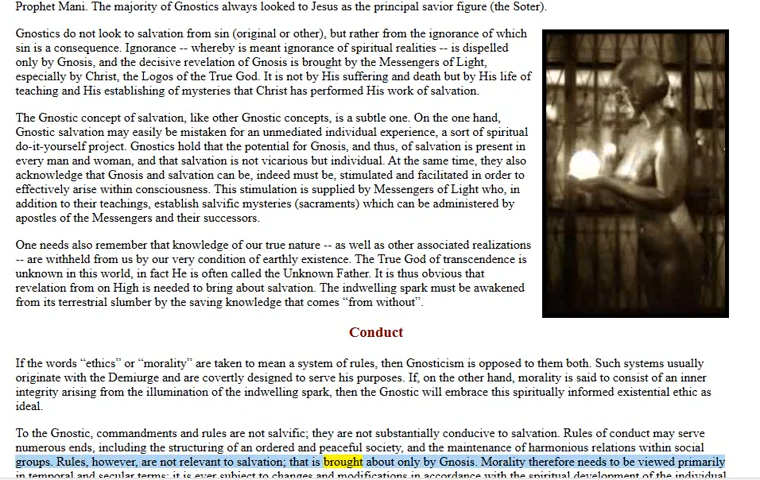 Prophet Mani. The majority of Gnostics always looked to Jesus as the principal savior figure (the Soter).
Gnostics do not look to salvation from sin (original or other), but rather from the ignorance of which
sin is a consequence. Ignorance -- whereby is meant ignorance of spiritual realities -- is dispelled
only by Gnosis, and the decisive revelation of Gnosis is brought by the Messengers of Light,
especially by Christ, the Logos of the True God. It is not by His suffering and death but by His life of
teaching and His establishing of mysteries that Christ has performed His work of salvation.
The Gnostic concept of salvation, like other Gnostic concepts, is a subtle one. On the one hand,
Gnostic salvation may easily be mistaken for an unmediated individual experience, a sort of spiritual
do-it-yourself project. Gnostics hold that the potential for Gnosis, and thus, of salvation is present in
every man and woman, and that salvation is not vicarious but individual. At the same time, they also
acknowledge that Gnosis and salvation can be, indeed must be, stimulated and facilitated in order to
effectively arise within consciousness. This stimulation is supplied by Messengers of Light who, in
addition to their teachings, establish salvific mysteries (sacraments) which can be administered by
apostles of the Messengers and their successors.
One needs also remember that knowledge of our true nature -- as well as other associated realizations
-- are withheld from us by our very condition of earthly existence. The True God of transcendence is
unknown in this world, in fact He is often called the Unknown Father. It is thus obvious that
revelation from on High is needed to bring about salvation. The indwelling spark must be awakened
from its terrestrial slumber by the saving knowledge that comes “from without”.
Conduct
If the words “ethics” or “morality” are taken to mean a system of rules, then Gnosticism is opposed to them both. Such systems usually
originate with the Demiurge and are covertly designed to serve his purposes. If, on the other hand, morality is said to consist of an inner
integrity arising from the illumination of the indwelling spark, then the Gnostic will embrace this spiritually informed existential ethic as
ideal.
To the Gnostic, commandments and rules are not salvific; they are not substantially conducive to salvation. Rules of conduct may serve
numerous ends, including the structuring of an ordered and peaceful society, and the maintenance of harmonious relations within social
groups. Rules, however, are not relevant to salvation; that is brought about only by Gnosis. Morality therefore needs to be viewed primarily
in temporal and secular terms; it is ever subject to changes and modifications in accordance with the spiritual development of the individual